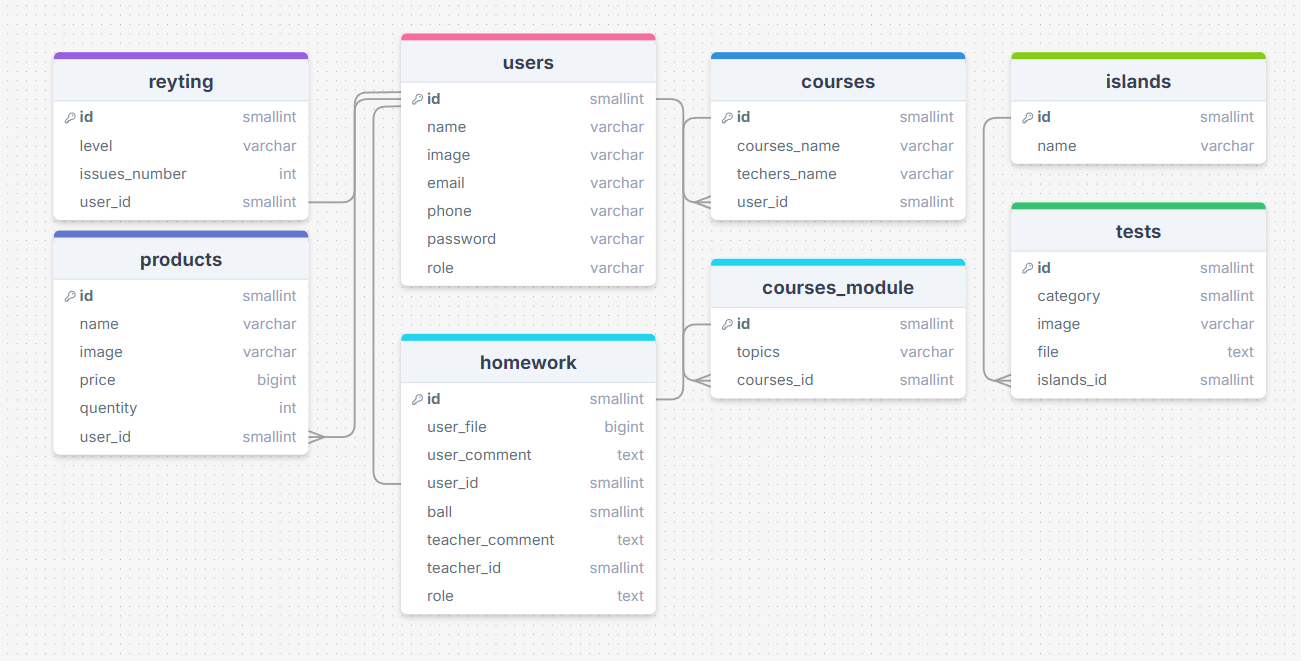 reyting
id smallint
level varchar
issues_number int
user_id smallint
products
id smallint
name varchar
image varchar
price bigint
quentity int
user_id smallint
users
id smallint
name varchar
image varchar
email varchar
phone varchar
password varchar
role varchar
homework
id smallint
user_file bigint
user_comment text
user_id smallint
ball smallint
teacher_comment text
teacher_id smallint
role text
courses
id smallint
courses_name varchar
techers_name varchar
user_id smallint
courses_module
id smallint
topics varchar
courses_id smallint
islands
id smallint
name varchar
tests
id smallint
category smallint
image varchar
file text
islands_id smallint